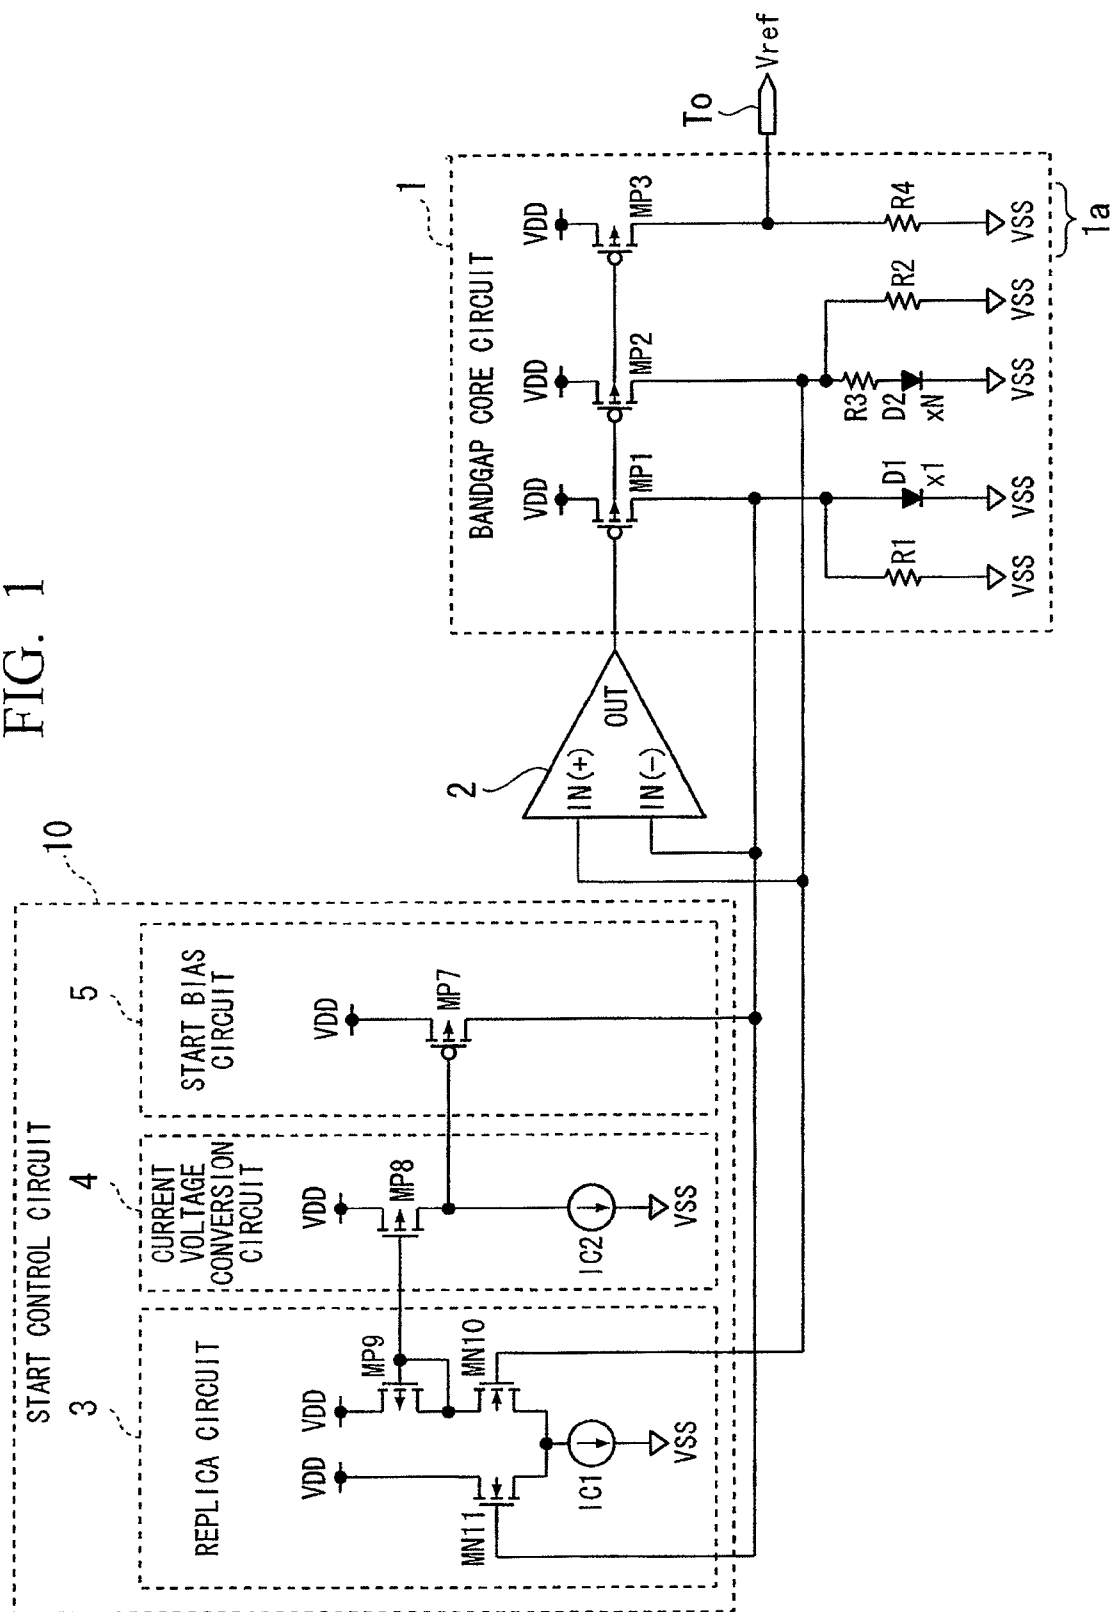 FIG. 1
10
START CONTROL CIRCUIT
3
REPLICA CIRCUIT
VDD
VDD
MP9
MN11
MN10
IC1
VSS
4
CURRENT
VOLTAGE
CONVERSION
CIRCUIT
VDD
MP8
IC2
VSS
5
START BIAS
CIRCUIT
VDD
MP7
2
IN(+)
IN(-)
OUT
1
BANDGAP CORE CIRCUIT
VDD
VDD
VDD
MP1
MP2
MP3
To
Vref
R1
D1
x1
R3
D2
xN
R2
R4
VSS
VSS
VSS
VSS
VSS
1a